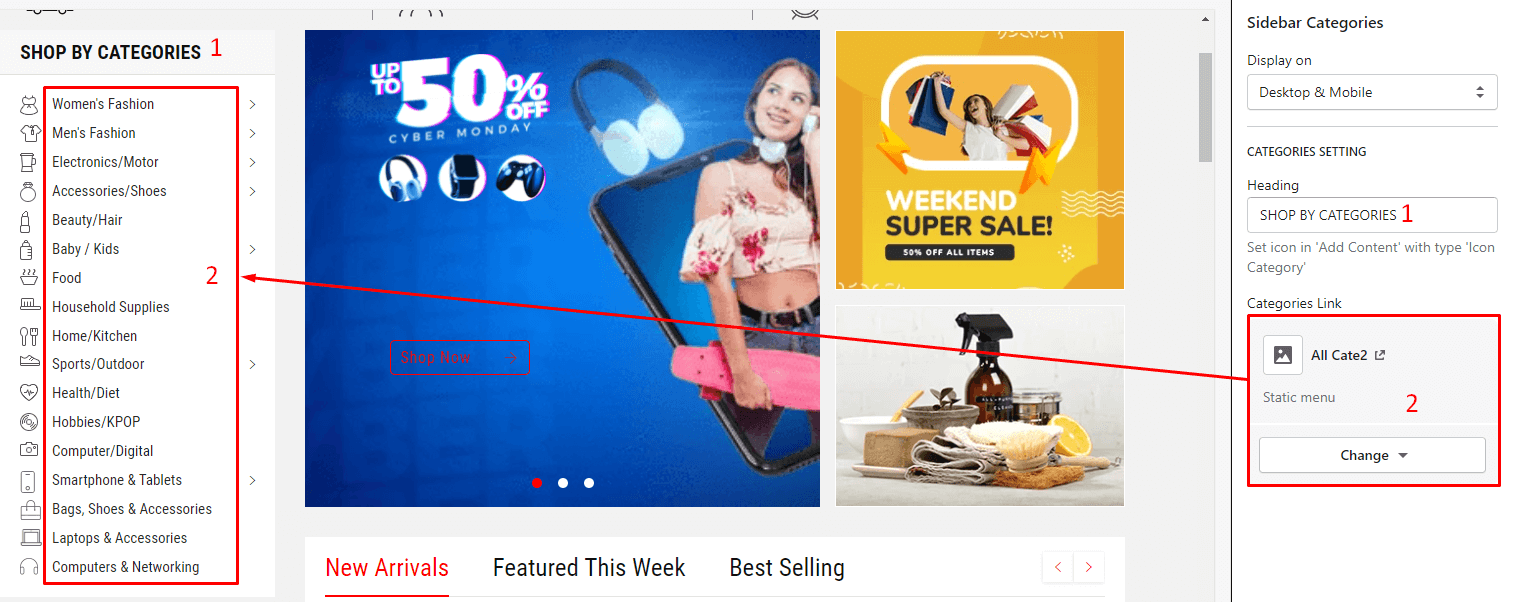 SHOP BY CATEGORIES 1
Women's Fashion
Men's Fashion
Electronics/Motor
Accessories/Shoes
Beauty/Hair
Baby / Kids
Food
2
Household Supplies
Home/Kitchen
Sports/Outdoor
Health/Diet
Hobbies/KPOP
Computer/Digital
Smartphone & Tablets
Bags, Shoes & Accessories
Laptops & Accessories
Computers & Networking
UP TO 50% OFF
CYBER MONDAY
Shop Now
WEEKEND
SUPER SALE!
50% OFF ALL ITEMS
New Arrivals
Featured This Week
Best Selling
Sidebar Categories
Display on
Desktop & Mobile
CATEGORIES SETTING
Heading
SHOP BY CATEGORIES 1
Set icon in 'Add Content' with type 'Icon
Category'
Categories Link
All Cate2
Static menu
2
Change